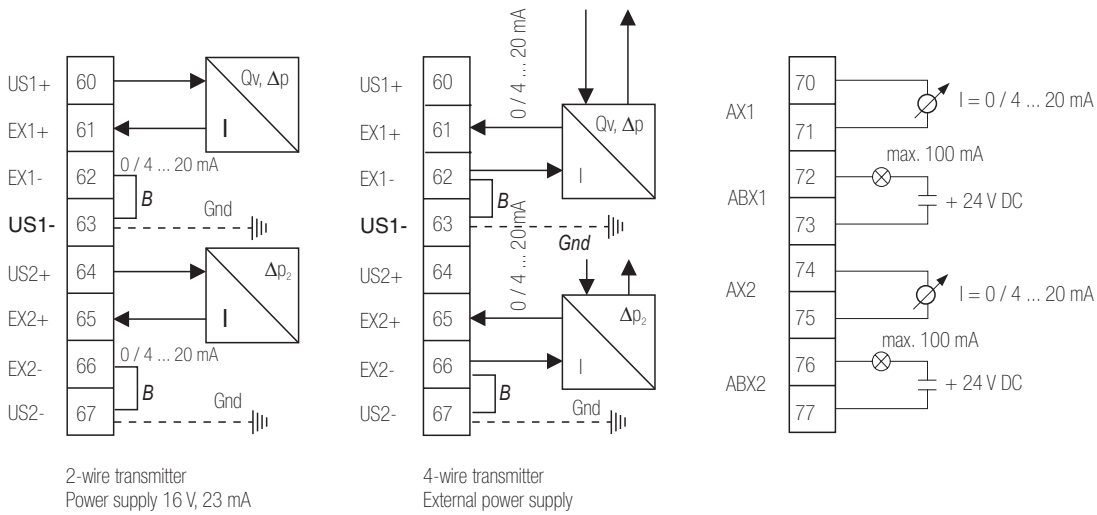 US1+ 60 Qv, Δp
EX1+ 61 I
0 / 4 ... 20 mA
EX1- 62
B
US1- 63 Gnd
US2+ 64 Δp₂
EX2+ 65 I
0 / 4 ... 20 mA
EX2- 66
B
US2- 67 Gnd
2-wire transmitter
Power supply 16 V, 23 mA
0 / 4 ... 20 mA
US1+ 60
EX1+ 61 Qv, Δp
EX1- 62 I
B
US1- 63
Gnd
0 / 4 ... 20 mA
US2+ 64
EX2+ 65 Δp₂
EX2- 66 I
B
US2- 67 Gnd
4-wire transmitter
External power supply
70
AX1 I = 0 / 4 ... 20 mA
71
max. 100 mA
72
ABX1 + 24 V DC
73
74
AX2 I = 0 / 4 ... 20 mA
75
max. 100 mA
76
ABX2 + 24 V DC
77